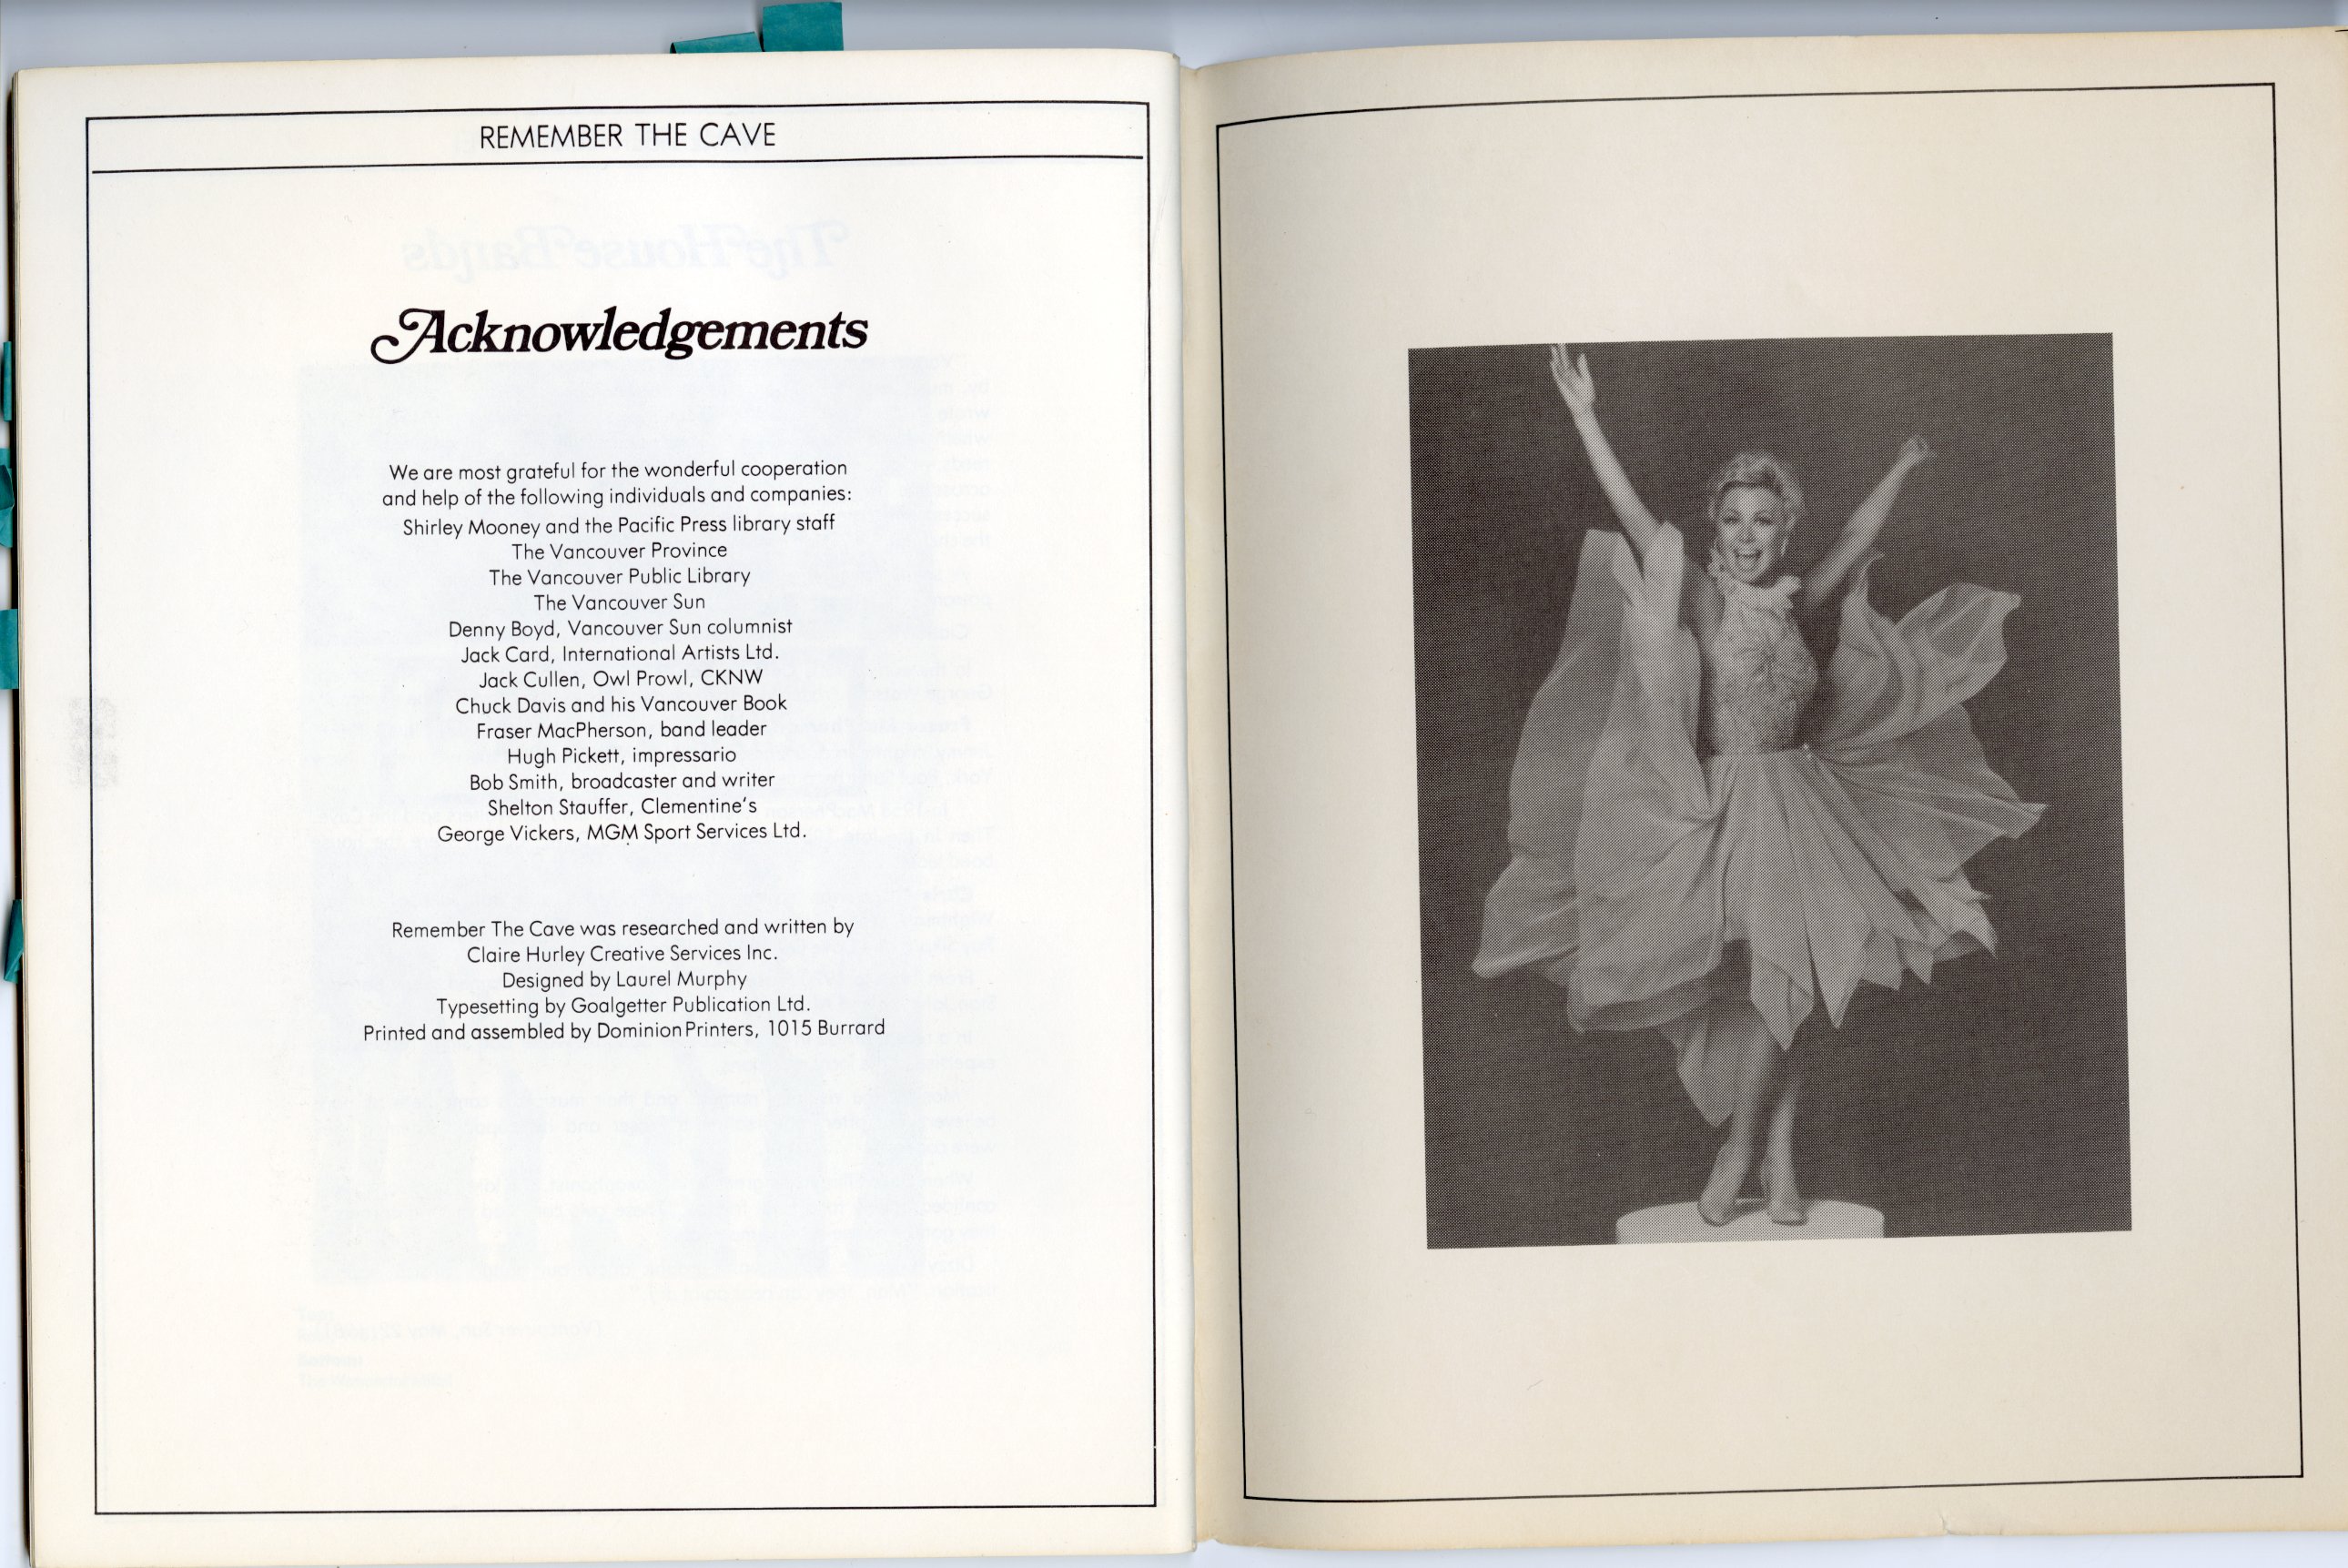 REMEMBER THE CAVE
Acknowledgements
We are most grateful for the wonderful cooperation
and help of the following individuals and companies:
Shirley Mooney and the Pacific Press library staff
The Vancouver Province
The Vancouver Public Library
The Vancouver Sun
Denny Boyd, Vancouver Sun columnist
Jack Card, International Artists Ltd.
Jack Cullen, Owl Prowl, CKNW
Chuck Davis and his Vancouver Book
Fraser MacPherson, band leader
Hugh Pickett, impressario
Bob Smith, broadcaster and writer
Shelton Stauffer, Clementine's
George Vickers, MGM Sport Services Ltd.
Remember The Cave was researched and written by
Claire Hurley Creative Services Inc.
Designed by Laurel Murphy
Typesetting by Goalgetter Publication Ltd.
Printed and assembled by Dominion Printers, 1015 Burrard